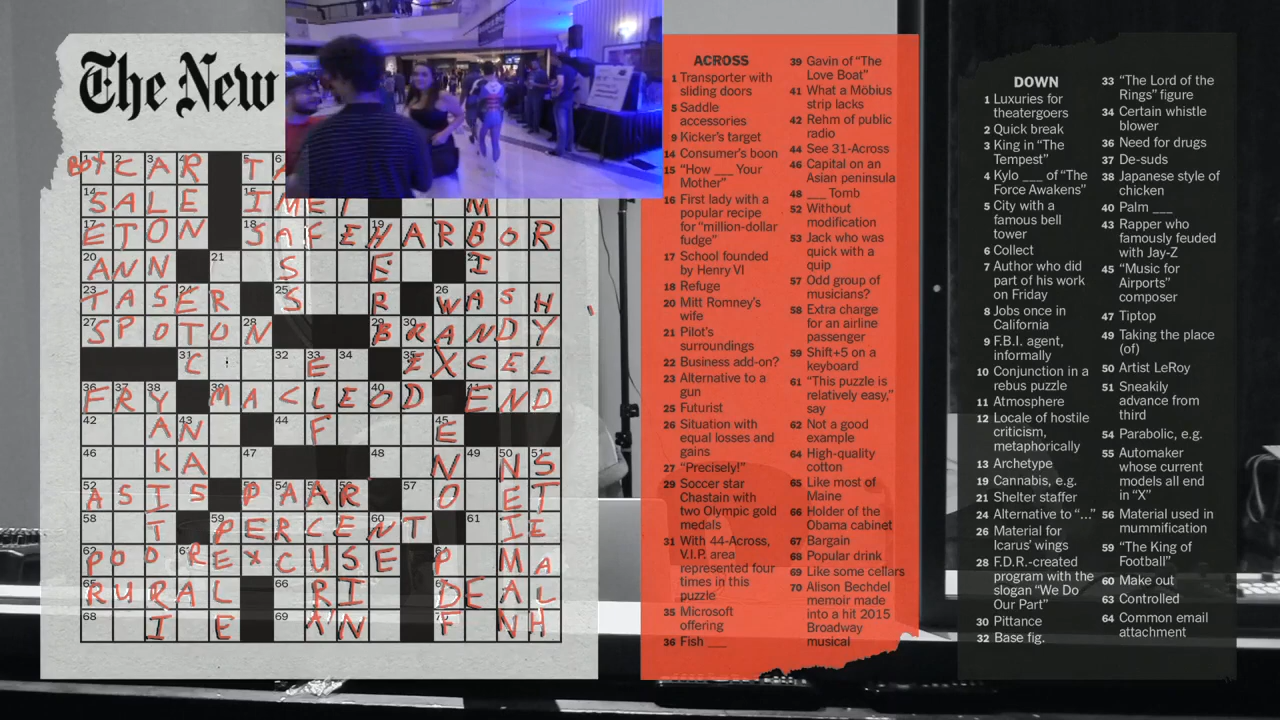 The New
ACROSS
1 Transporter with
sliding doors
5 Saddle
accessories
9 Kicker's target
14 Consumer's boon
15 "How ___ Your
Mother"
16 First lady with a
popular recipe
for "million-dollar
fudge"
17 School founded
by Henry VI
18 Refuge
20 Mitt Romney's
wife
21 Pilot's
surroundings
22 Business add-on?
23 Alternative to a
gun
25 Futurist
26 Situation with
equal losses and
gains
27 "Precisely!"
29 Soccer star
Chastain with
two Olympic gold
medals
31 With 44-Across,
V.I.P. area
represented four
times in this
puzzle
35 Microsoft
offering
36 Fish ___
39 Gavin of "The
Love Boat"
41 What a Möbius
strip lacks
42 Rehm of public
radio
44 See 31-Across
46 Capital on an
Asian peninsula
48 ___ Tomb
52 Without
modification
53 Jack who was
quick with a
quip
57 Odd group of
musicians?
58 Extra charge
for an airline
passenger
59 Shift+5 on a
keyboard
61 "This puzzle is
relatively easy,"
say
62 Not a good
example
64 High-quality
cotton
65 Like most of
Maine
66 Holder of the
Obama cabinet
67 Bargain
68 Popular drink
69 Like some cellars
70 Alison Bechdel
memoir made
into a hit 2015
Broadway
musical
DOWN
1 Luxuries for
theatergoers
2 Quick break
3 King in "The
Tempest"
4 Kylo ___ of "The
Force Awakens"
5 City with a
famous bell
tower
6 Collect
7 Author who did
part of his work
on Friday
8 Jobs once in
California
9 F.B.I. agent,
informally
10 Conjunction in a
rebus puzzle
11 Atmosphere
12 Locale of hostile
criticism,
metaphorically
13 Archetype
19 Cannabis, e.g.
21 Shelter staffer
24 Alternative to "..."
26 Material for
Icarus' wings
28 F.D.R.-created
program with the
slogan "We Do
Our Part"
30 Pittance
32 Base fig.
33 "The Lord of the
Rings" figure
34 Certain whistle
blower
36 Need for drugs
37 De-suds
38 Japanese style of
chicken
40 Palm ___
43 Rapper who
famously feuded
with Jay-Z
45 "Music for
Airports"
composer
47 Tiptop
49 Taking the place
(of)
50 Artist LeRoy
51 Sneakily
advance from
third
54 Parabolic, e.g.
55 Automaker
whose current
models all end
in "X"
56 Material used in
mummification
59 "The King of
Football"
60 Make out
63 Controlled
64 Common email
attachment